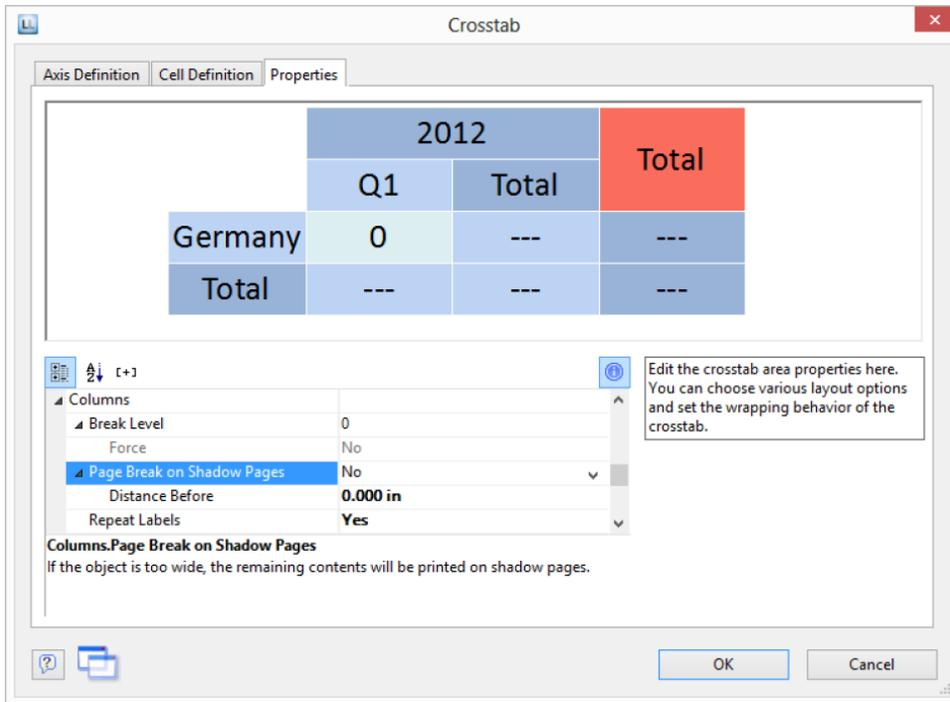 LL
Crosstab
Axis Definition Cell Definition Properties
2012 Total
Q1 Total
Germany 0 --- ---
Total --- --- ---
A Z [+]
Edit the crosstab area properties here.
You can choose various layout options
and set the wrapping behavior of the
crosstab.
Columns
Break Level 0
Force No
Page Break on Shadow Pages No
Distance Before 0.000 in
Repeat Labels Yes
Columns.Page Break on Shadow Pages
If the object is too wide, the remaining contents will be printed on shadow pages.
OK Cancel